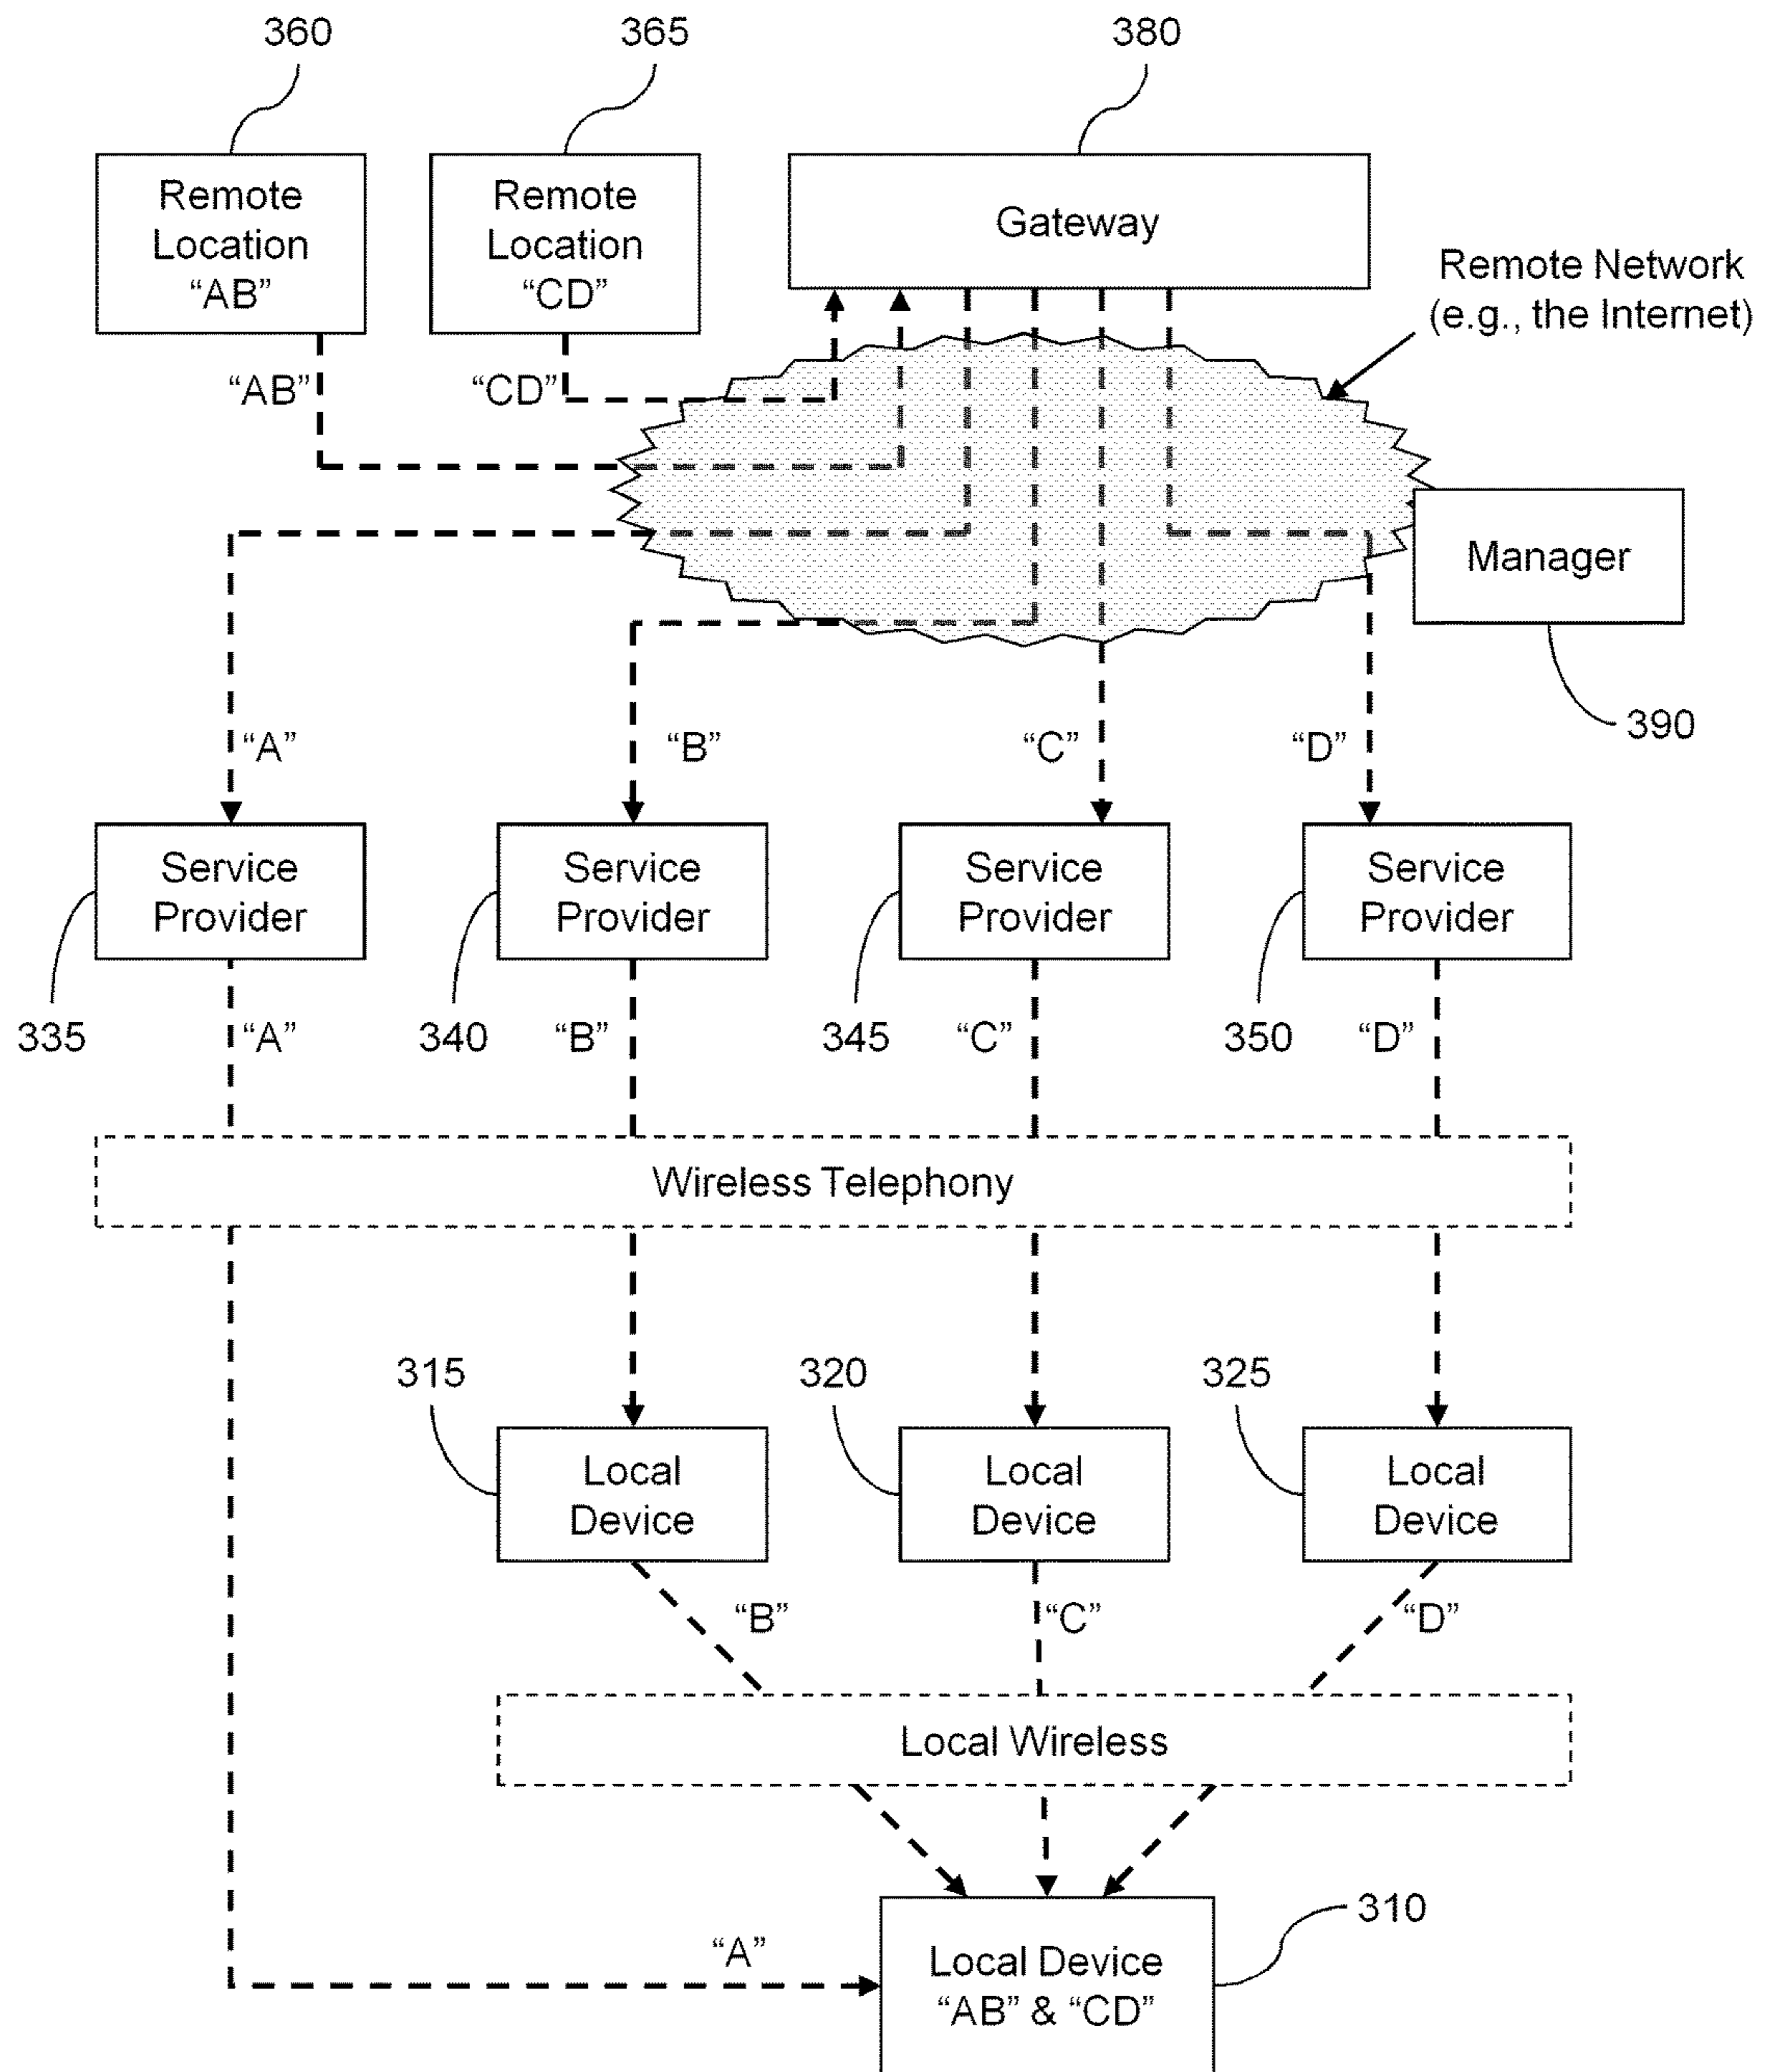 360
365
380
Remote
Location
“AB”
Remote
Location
“CD”
Gateway
Remote Network
(e.g., the Internet)
“AB”
“CD”
Manager
390
“A”
“B”
“C”
“D”
Service
Provider
Service
Provider
Service
Provider
Service
Provider
335
“A”
340
“B”
345
“C”
350
“D”
Wireless Telephony
315
320
325
Local
Device
Local
Device
Local
Device
“B”
“C”
“D”
Local Wireless
310
“A”
Local Device
“AB” & “CD”